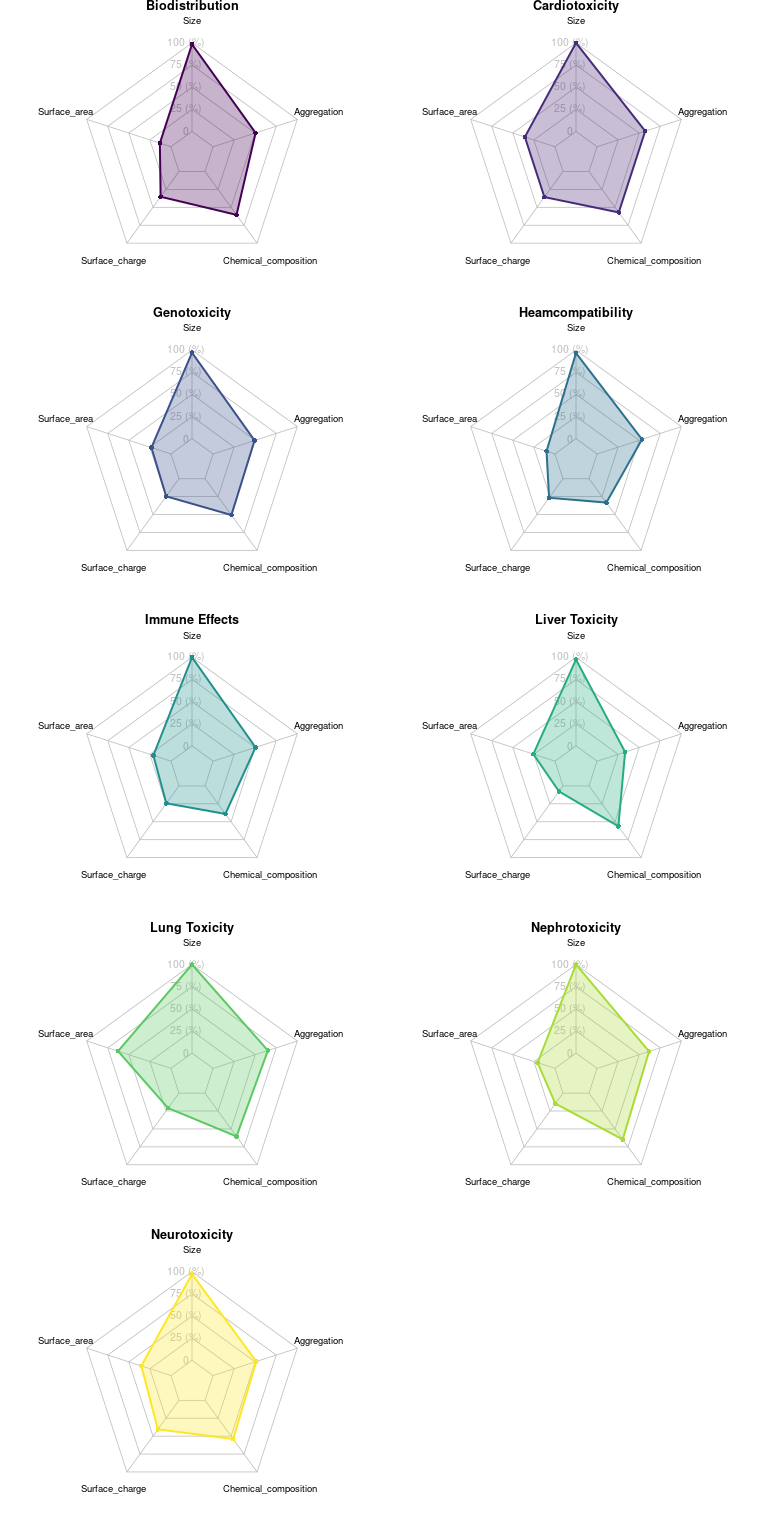 Biodistribution
Size
100 (%)
75 (%)
50 (%)
25 (%)
0
Surface_area
Aggregation
Surface_charge
Chemical_composition
Cardiotoxicity
Size
100 (%)
75 (%)
50 (%)
25 (%)
0
Surface_area
Aggregation
Surface_charge
Chemical_composition
Genotoxicity
Size
100 (%)
75 (%)
50 (%)
25 (%)
0
Surface_area
Aggregation
Surface_charge
Chemical_composition
Heamcompatibility
Size
100 (%)
75 (%)
50 (%)
25 (%)
0
Surface_area
Aggregation
Surface_charge
Chemical_composition
Immune Effects
Size
100 (%)
75 (%)
50 (%)
25 (%)
0
Surface_area
Aggregation
Surface_charge
Chemical_composition
Liver Toxicity
Size
100 (%)
75 (%)
50 (%)
25 (%)
0
Surface_area
Aggregation
Surface_charge
Chemical_composition
Lung Toxicity
Size
100 (%)
75 (%)
50 (%)
25 (%)
0
Surface_area
Aggregation
Surface_charge
Chemical_composition
Nephrotoxicity
Size
100 (%)
75 (%)
50 (%)
25 (%)
0
Surface_area
Aggregation
Surface_charge
Chemical_composition
Neurotoxicity
Size
100 (%)
75 (%)
50 (%)
25 (%)
0
Surface_area
Aggregation
Surface_charge
Chemical_composition